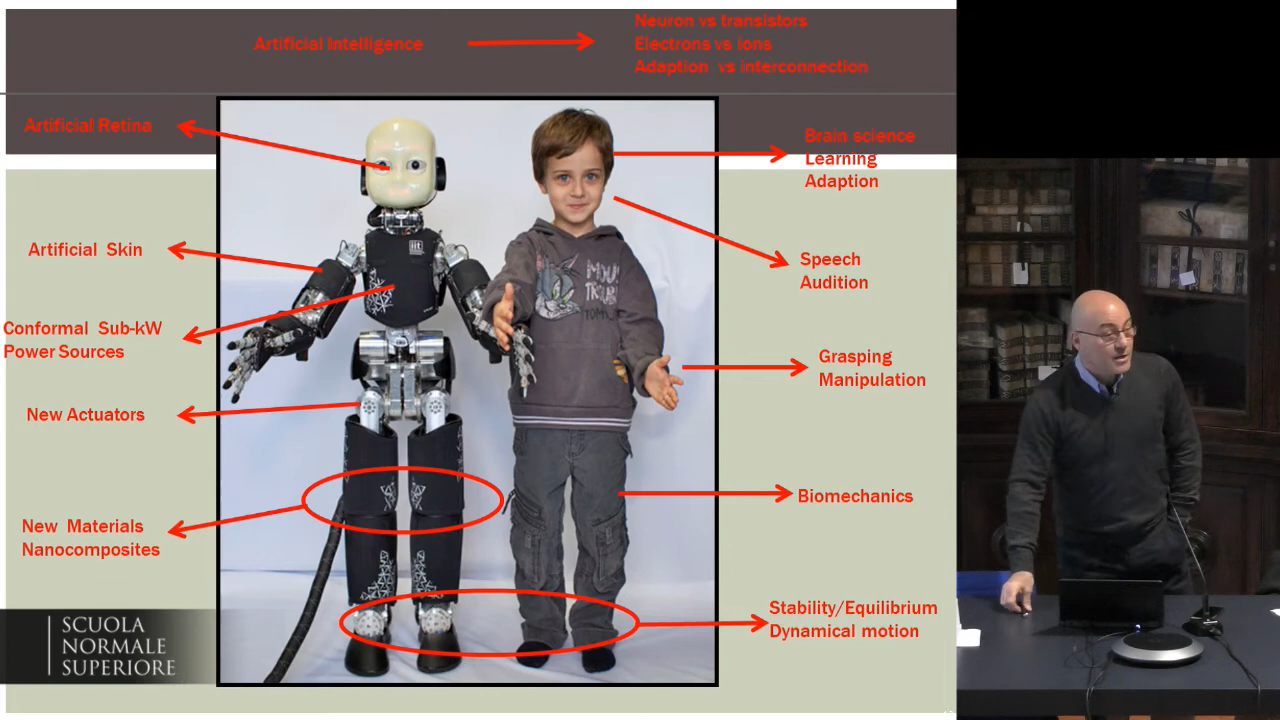 Artificial Intelligence
Neuron vs transistors
Electrons vs Ions
Adaption vs interconnection
Artificial Retina
Brain science
Learning
Adaption
Artificial Skin
Speech
Audition
Conformal Sub-kW
Power Sources
Grasping
Manipulation
New Actuators
Biomechanics
New Materials
Nanocomposites
Stability/Equilibrium
Dynamical motion
iit
SCUOLA
NORMALE
SUPERIORE